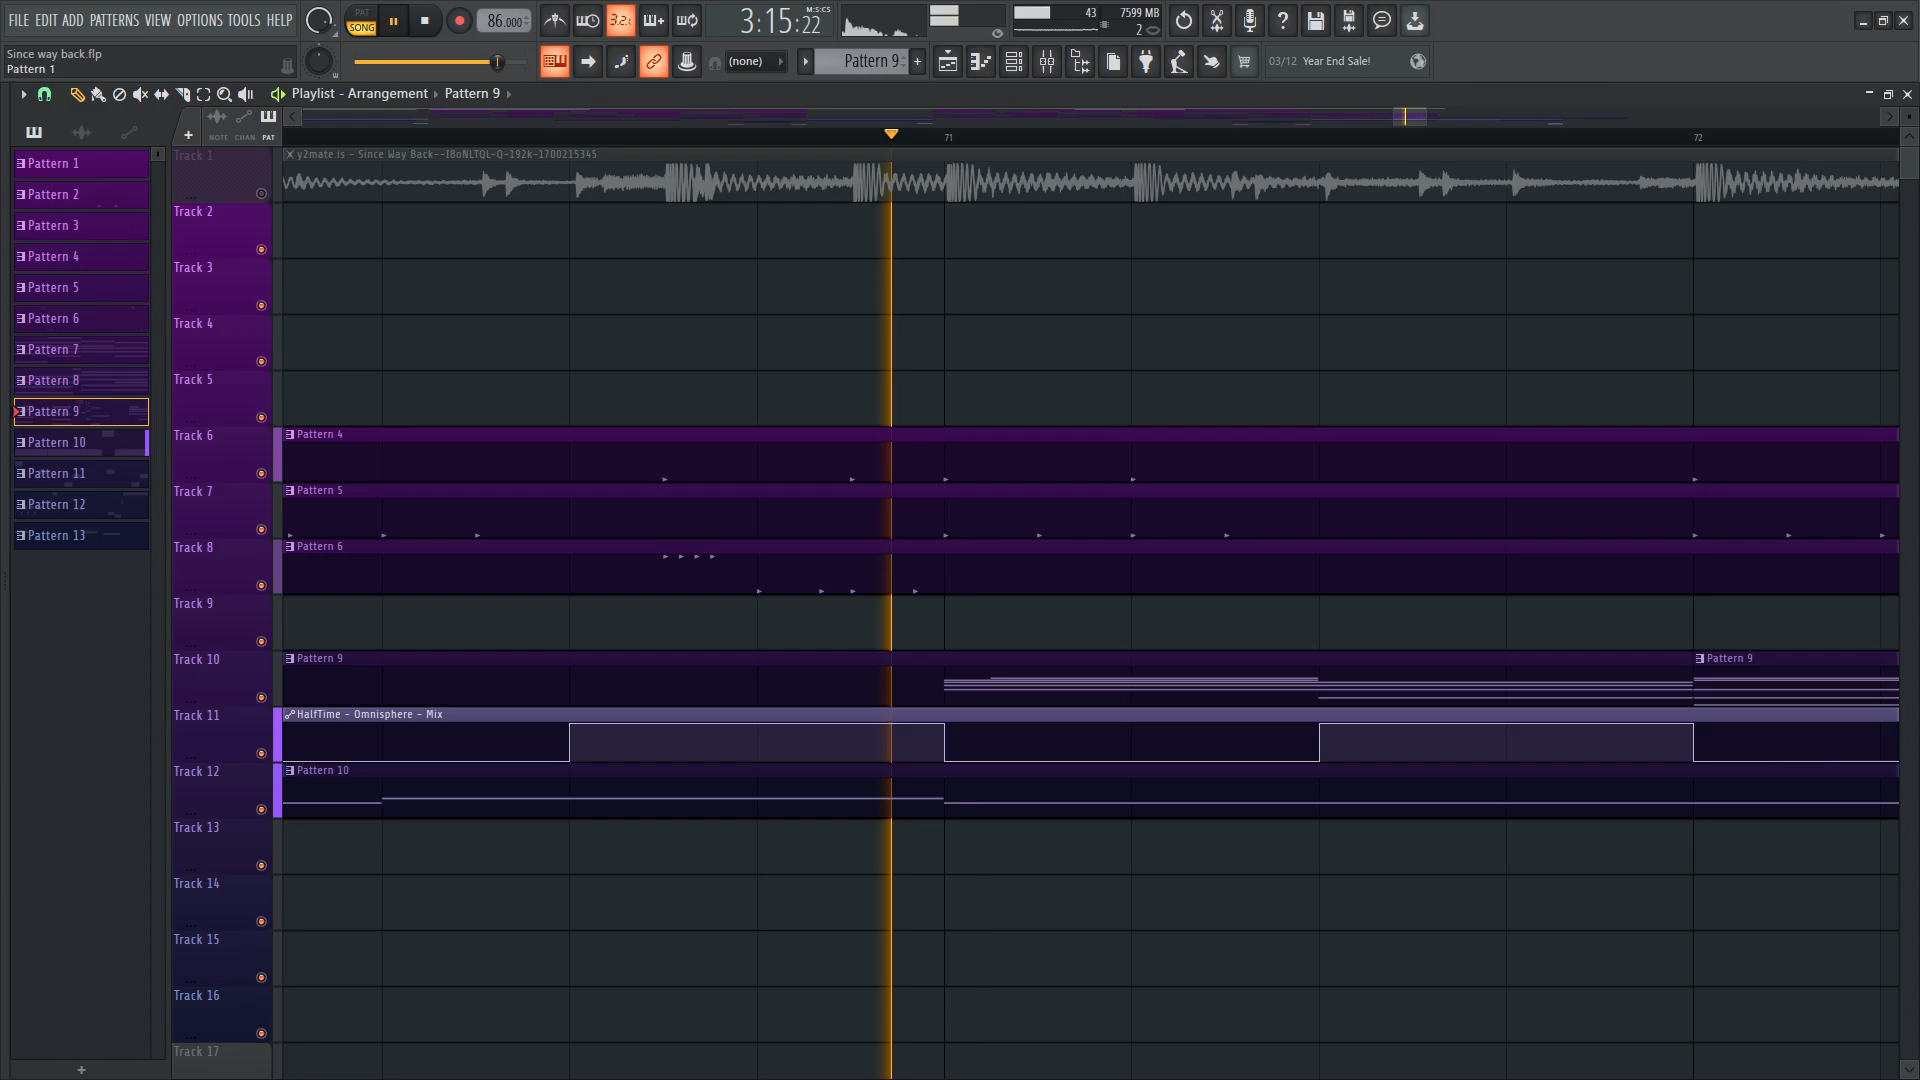 FILE EDIT ADD PATTERNS VIEW OPTIONS TOOLS HELP
PAT
SONG
86.000
3.2.
3:15:22
M:S:CS
43
7599 MB
2
Since way back.flp
Pattern 1
(none)
Pattern 9
+
03/12 Year End Sale!
Playlist - Arrangement
Pattern 9
+
NOTE CHAN PAT
71
72
Pattern 1
Pattern 2
Pattern 3
Pattern 4
Pattern 5
Pattern 6
Pattern 7
Pattern 8
Pattern 9
Pattern 10
Pattern 11
Pattern 12
Pattern 13
+
Track 1
y2mate.is - Since Way Back--I8oNLTQL-Q-192k-1700215345
Track 2
Track 3
Track 4
Track 5
Track 6
Pattern 4
Track 7
Pattern 5
Track 8
Pattern 6
Track 9
Track 10
Pattern 9
Pattern 9
Track 11
HalfTime - Omnisphere - Mix
Track 12
Pattern 10
Track 13
Track 14
Track 15
Track 16
Track 17